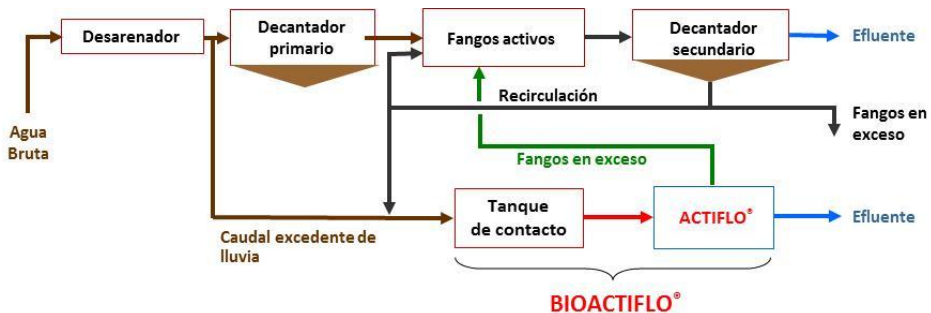 Desarenador
Decantador
primario
Fangos activos
Decantador
secundario
Efluente
Agua
Bruta
Recirculación
Fangos en
exceso
Fangos en exceso
Caudal excedente de
lluvia
Tanque
de contacto
ACTIFLO®
Efluente
BIOACTIFLO®